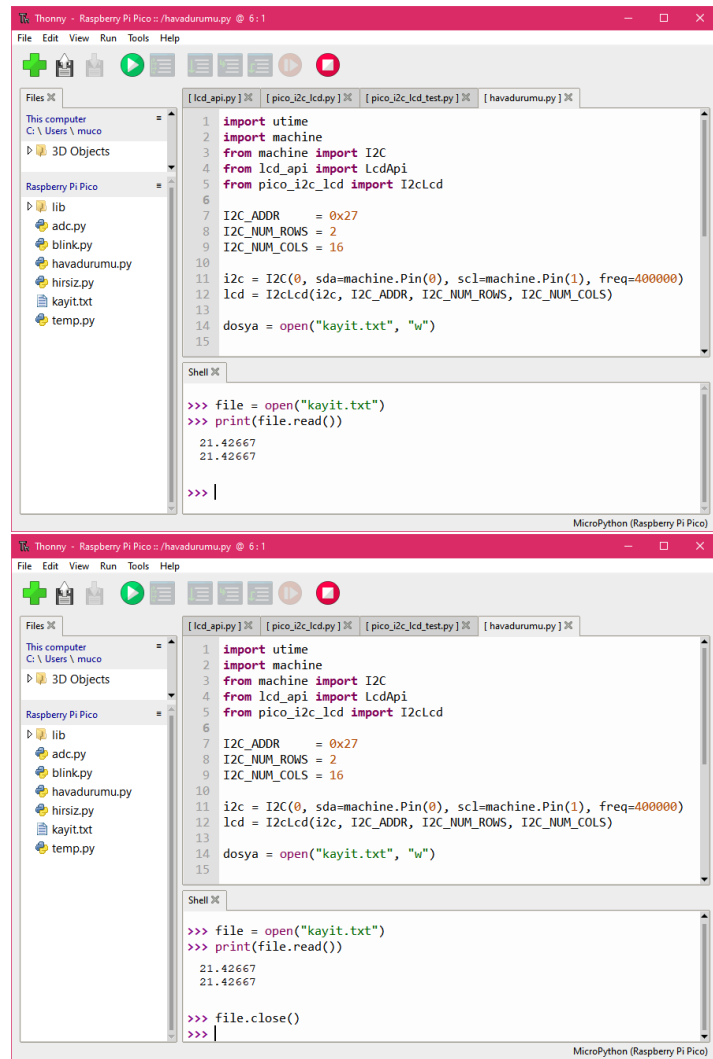 Thonny - Raspberry Pi Pico :: /havadurumu.py @ 6 : 1
File Edit View Run Tools Help
Files
This computer
C: \ Users \ muco
3D Objects
Raspberry Pi Pico
lib
adc.py
blink.py
havadurumu.py
hirsiz.py
kayit.txt
temp.py
[ lcd_api.py ] [ pico_i2c_lcd.py ] [ pico_i2c_lcd_test.py ] [ havadurumu.py ]
1 import utime
2 import machine
3 from machine import I2C
4 from lcd_api import LcdApi
5 from pico_i2c_lcd import I2cLcd
6
7 I2C_ADDR     = 0x27
8 I2C_NUM_ROWS = 2
9 I2C_NUM_COLS = 16
10
11 i2c = I2C(0, sda=machine.Pin(0), scl=machine.Pin(1), freq=400000)
12 lcd = I2cLcd(i2c, I2C_ADDR, I2C_NUM_ROWS, I2C_NUM_COLS)
13
14 dosya = open("kayit.txt", "w")
15
Shell
>>> file = open("kayit.txt")
>>> print(file.read())
21.42667
21.42667
>>>
MicroPython (Raspberry Pi Pico)
Thonny - Raspberry Pi Pico :: /havadurumu.py @ 6 : 1
File Edit View Run Tools Help
Files
This computer
C: \ Users \ muco
3D Objects
Raspberry Pi Pico
lib
adc.py
blink.py
havadurumu.py
hirsiz.py
kayit.txt
temp.py
[ lcd_api.py ] [ pico_i2c_lcd.py ] [ pico_i2c_lcd_test.py ] [ havadurumu.py ]
1 import utime
2 import machine
3 from machine import I2C
4 from lcd_api import LcdApi
5 from pico_i2c_lcd import I2cLcd
6
7 I2C_ADDR     = 0x27
8 I2C_NUM_ROWS = 2
9 I2C_NUM_COLS = 16
10
11 i2c = I2C(0, sda=machine.Pin(0), scl=machine.Pin(1), freq=400000)
12 lcd = I2cLcd(i2c, I2C_ADDR, I2C_NUM_ROWS, I2C_NUM_COLS)
13
14 dosya = open("kayit.txt", "w")
15
Shell
>>> file = open("kayit.txt")
>>> print(file.read())
21.42667
21.42667
>>> file.close()
>>>
MicroPython (Raspberry Pi Pico)